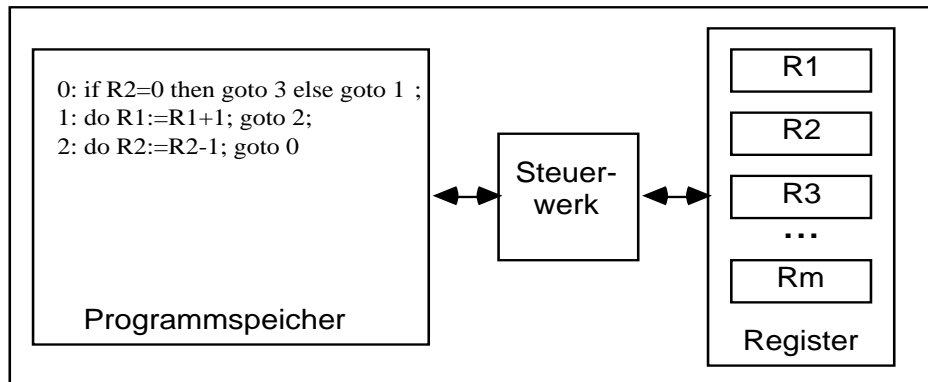 0: if R2=0 then goto 3 else goto 1 ;
1: do R1:=R1+1; goto 2;
2: do R2:=R2-1; goto 0
Programmspeicher
Steuer-
werk
R1
R2
R3
...
Rm
Register